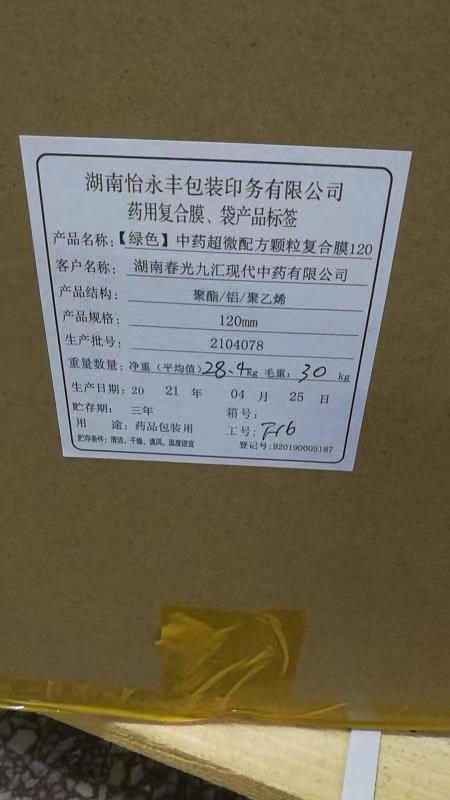 湖南怡永丰包装印务有限公司
药用复合膜、袋产品标签
产品名称：【绿色】中药超微配方颗粒复合膜120
客户名称：湖南春光九汇现代中药有限公司
产品结构：聚酯/铝/聚乙烯
产品规格：120mm
生产批号：2104078
重量数量：净重（平均值）28.4kg 毛重：30 kg
生产日期：20 21 年 04 月 25 日
贮存期：三年 箱号：
用 途：药品包装用 工号：
贮存条件：清洁、干燥、通风、温度适宜 登记号：B20190005187